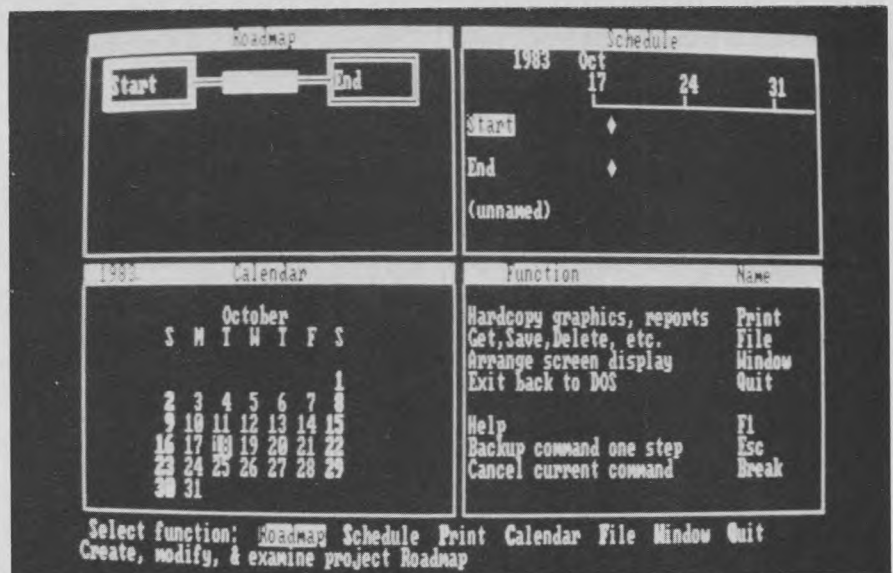 Roadmap
Start End
Schedule
1983 Oct
17 24 31
Start
End
(unnamed)
1983 Calendar
October
S M T W T F S
1
2 3 4 5 6 7 8
9 10 11 12 13 14 15
16 17 18 19 20 21 22
23 24 25 26 27 28 29
30 31
Function Name
Hardcopy graphics, reports Print
Get,Save,Delete, etc. File
Arrange screen display Window
Exit back to DOS Quit
Help F1
Backup command one step Esc
Cancel current command Break
Select function: Roadmap Schedule Print Calendar File Window Quit
Create, modify, & examine project Roadmap